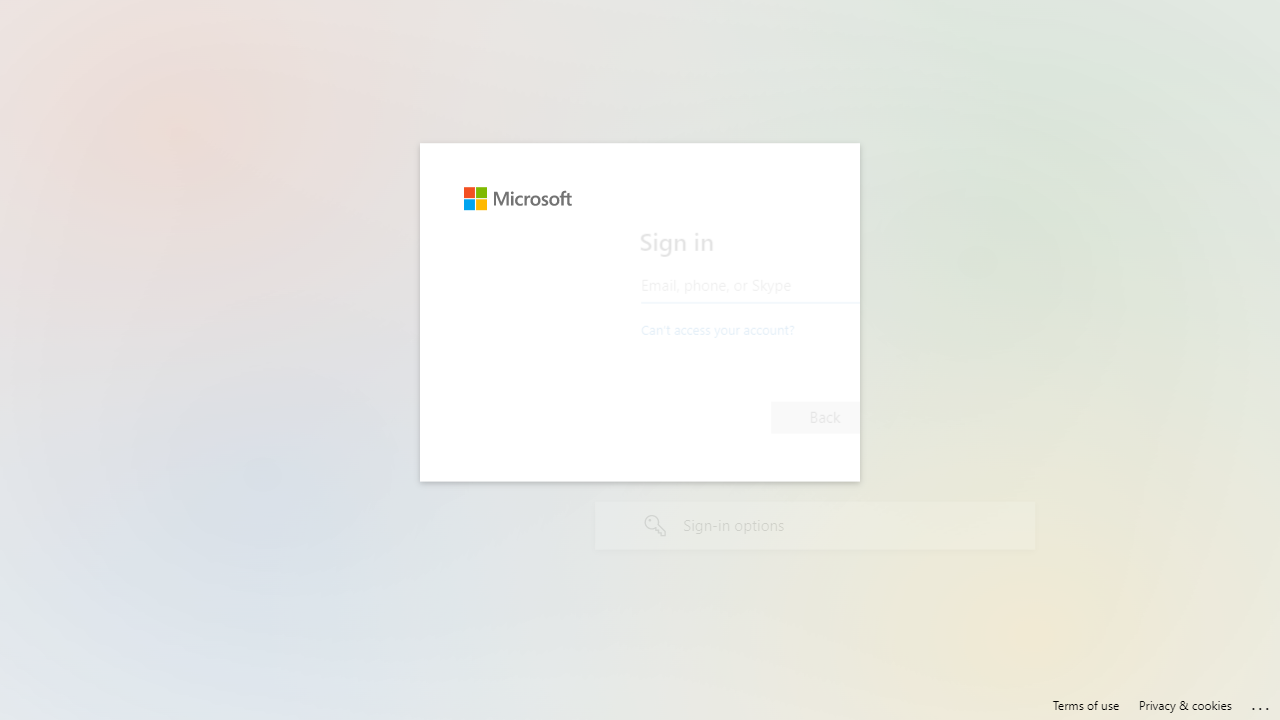 Microsoft
Sign in
Email, phone, or Skype
Can't access your account?
Back
Sign-in options
Terms of use
Privacy & cookies
...